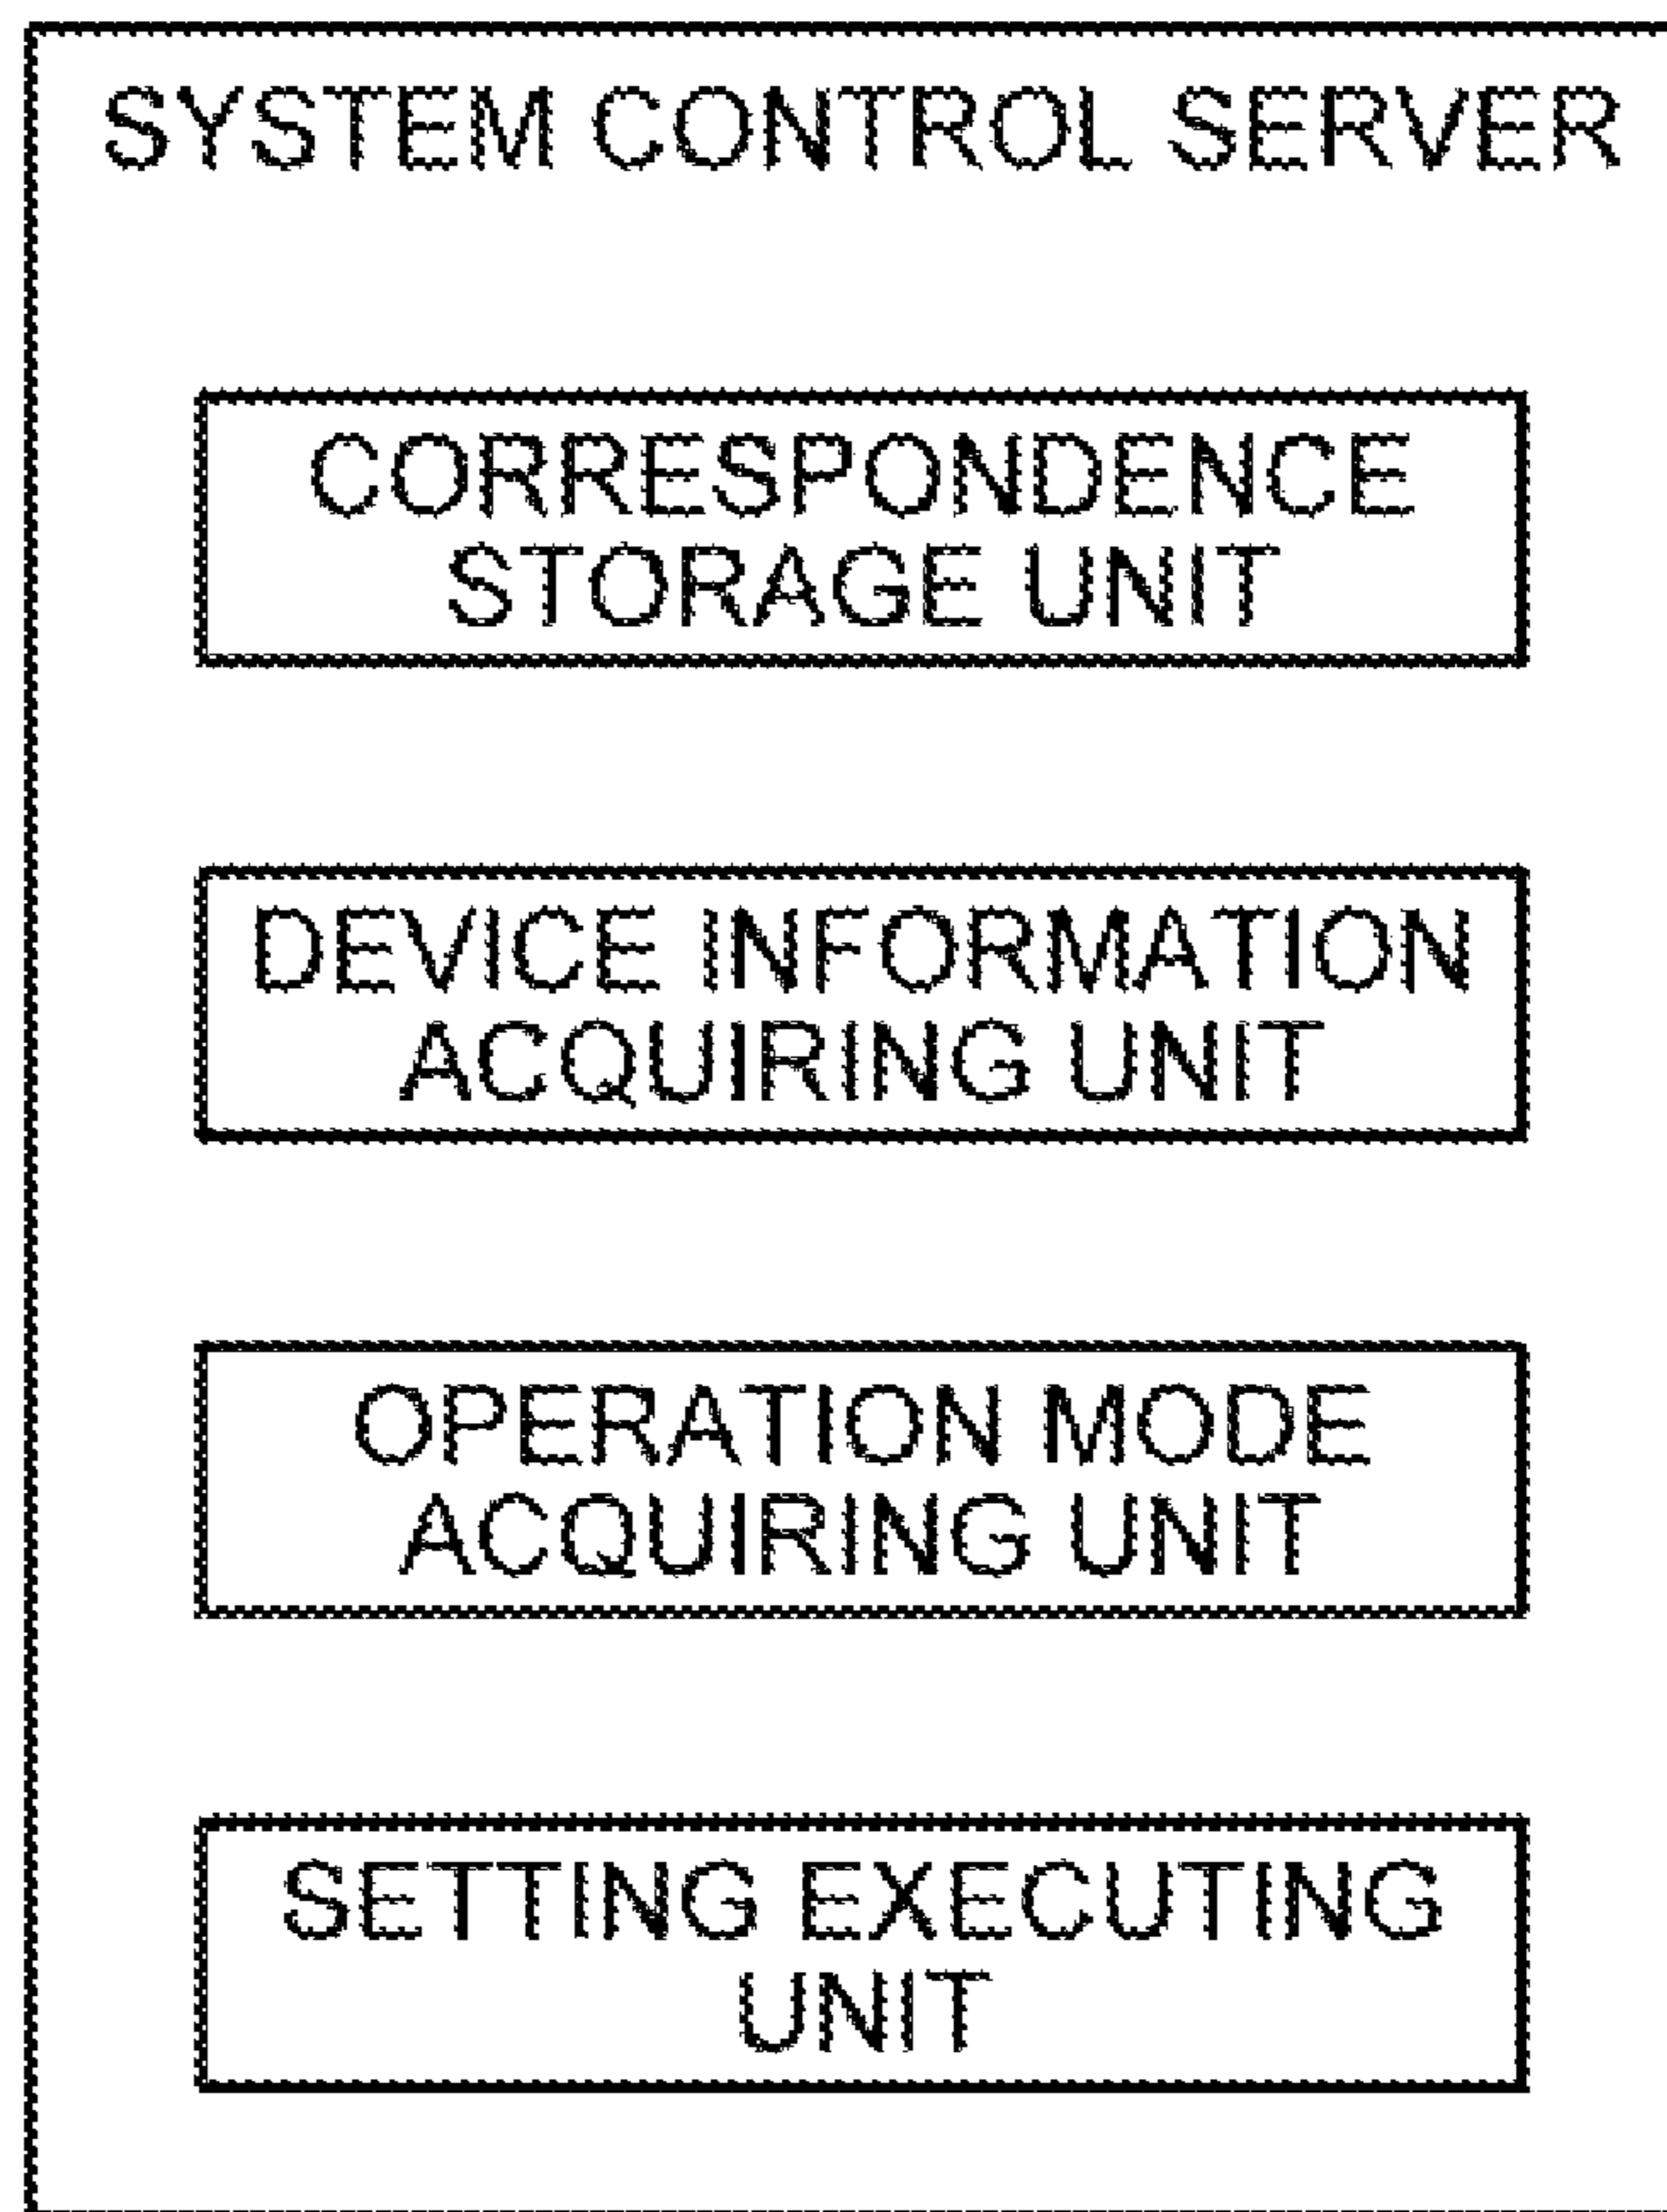 SYSTEM CONTROL SERVER
CORRESPONDENCE
STORAGE UNIT
DEVICE INFORMATION
ACQUIRING UNIT
OPERATION MODE
ACQUIRING UNIT
SETTING EXECUTING
UNIT